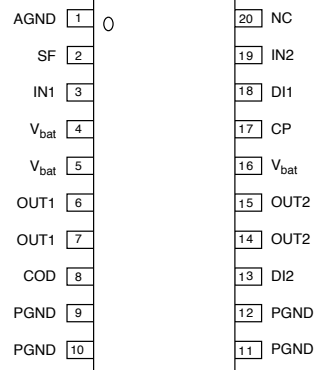 AGND 1 20 NC
SF 2 19 IN2
IN1 3 18 DI1
Vbat 4 17 CP
Vbat 5 16 Vbat
OUT1 6 15 OUT2
OUT1 7 14 OUT2
COD 8 13 DI2
PGND 9 12 PGND
PGND 10 11 PGND